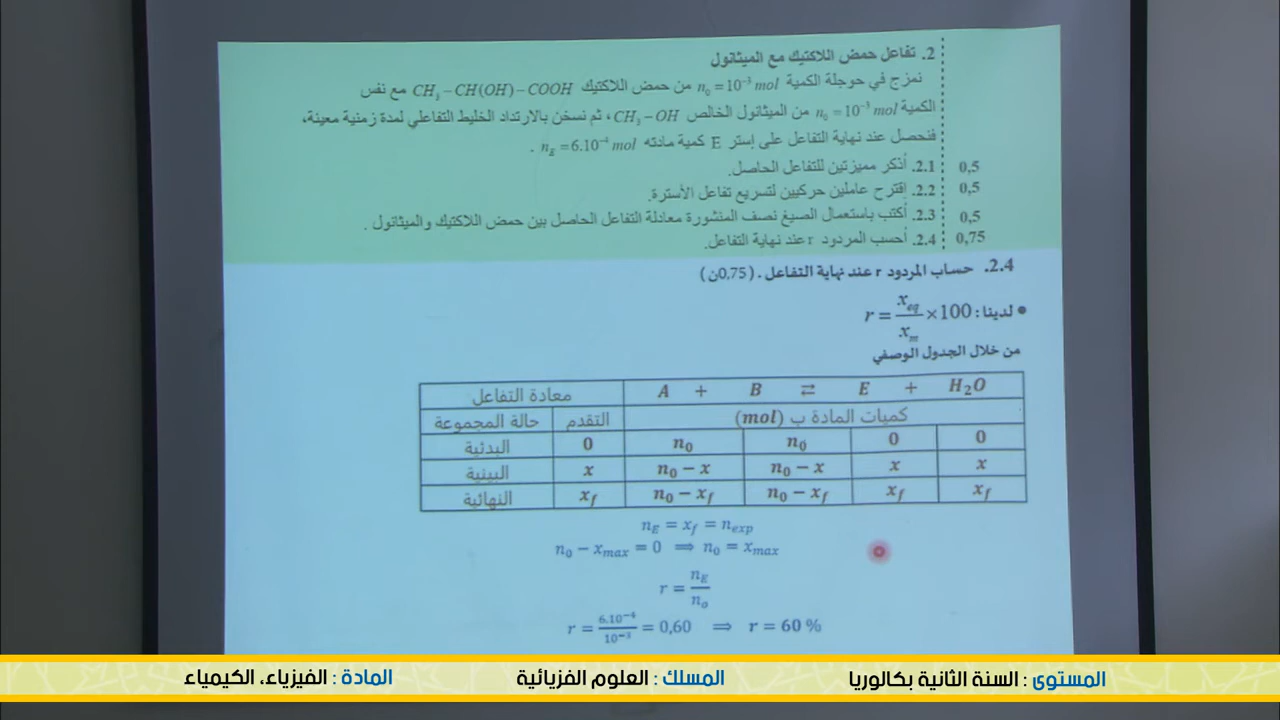 2. تفاعل حمض اللاكتيك مع الميثانول
نمزج في حوجلة الكمية n₀ = 10⁻³ mol من حمض اللاكتيك CH₃ − CH(OH) − COOH مع نفس
الكمية n₀ = 10⁻³ mol من الميثانول الخالص CH₃ − OH، ثم نسخن بالارتداد الخليط التفاعلي لمدة زمنية معينة،
فنحصل عند نهاية التفاعل على إستر E كمية مادته n_E = 6.10⁻⁴ mol .
0,5 2.1. أذكر مميزتين للتفاعل الحاصل.
0,5 2.2. إقترح عاملين حركيين لتسريع تفاعل الأسترة.
0,5 2.3. أكتب باستعمال الصيغ نصف المنشورة معادلة التفاعل الحاصل بين حمض اللاكتيك والميثانول .
0,75 2.4. أحسب المردود r عند نهاية التفاعل.
2.4. حساب المردود r عند نهاية التفاعل . (0,75ن)
• لدينا : r = x_eq / x_m ×100
من خلال الجدول الوصفي
معادة التفاعل A + B ⇄ E + H₂O
حالة المجموعة التقدم كميات المادة ب (mol)
البدئية 0 n₀ n₀ 0 0
البينية x n₀ − x n₀ − x x x
النهائية x_f n₀ − x_f n₀ − x_f x_f x_f
n_E = x_f = n_exp
n₀ − x_max = 0 ⟹ n₀ = x_max
r = n_E / n_o
r = 6.10⁻⁴ / 10⁻³ = 0,60 ⟹ r = 60 %
المستوى : السنة الثانية بكالوريا المسلك : العلوم الفزيائية المادة : الفيزياء، الكيمياء